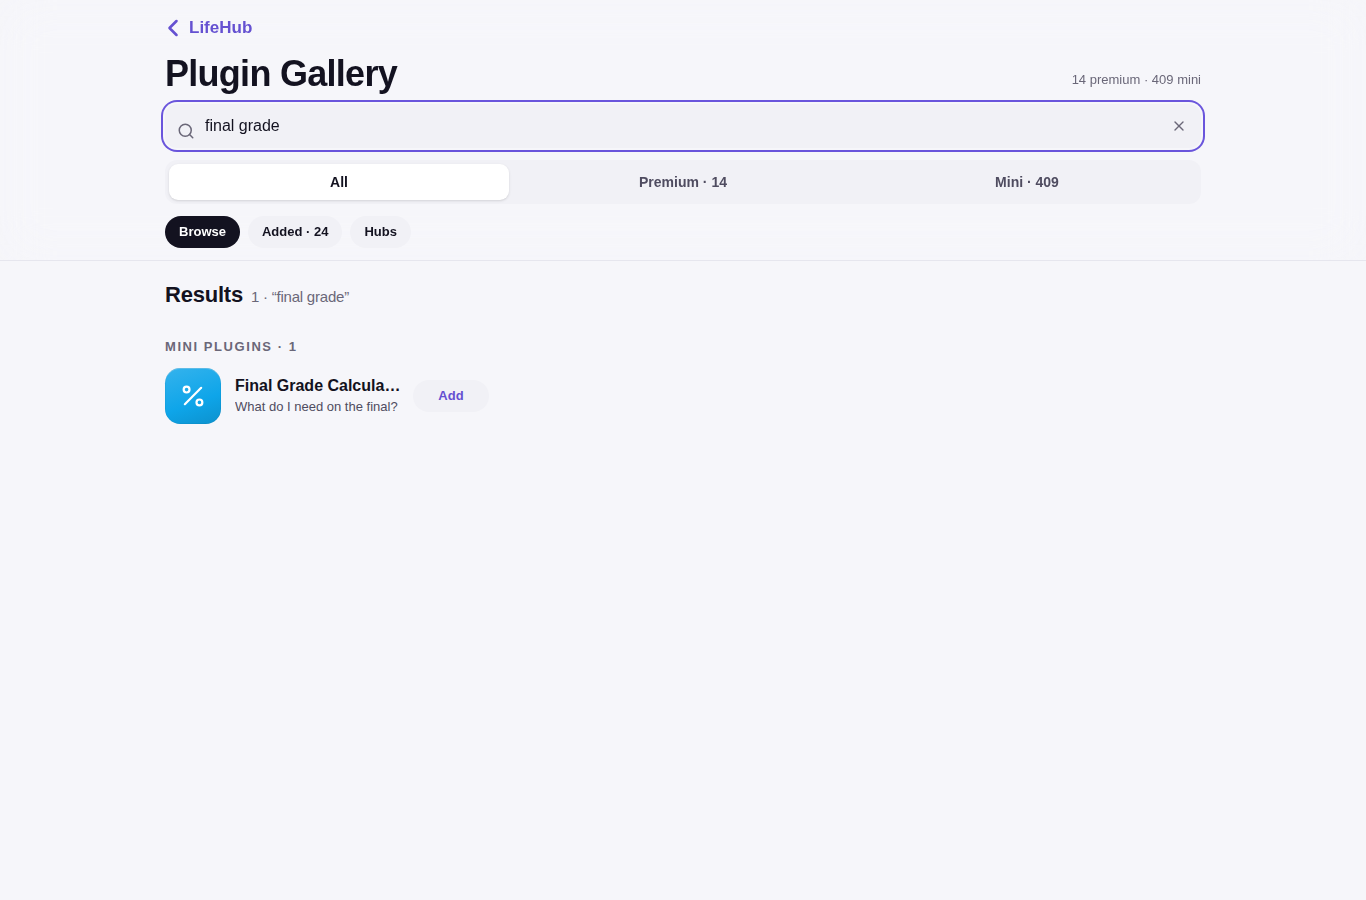 LifeHub
Plugin Gallery
14 premium · 409 mini
final grade
All
Premium · 14
Mini · 409
Browse
Added · 24
Hubs
Results 1 · “final grade”
MINI PLUGINS · 1
Final Grade Calcula…
What do I need on the final?
Add